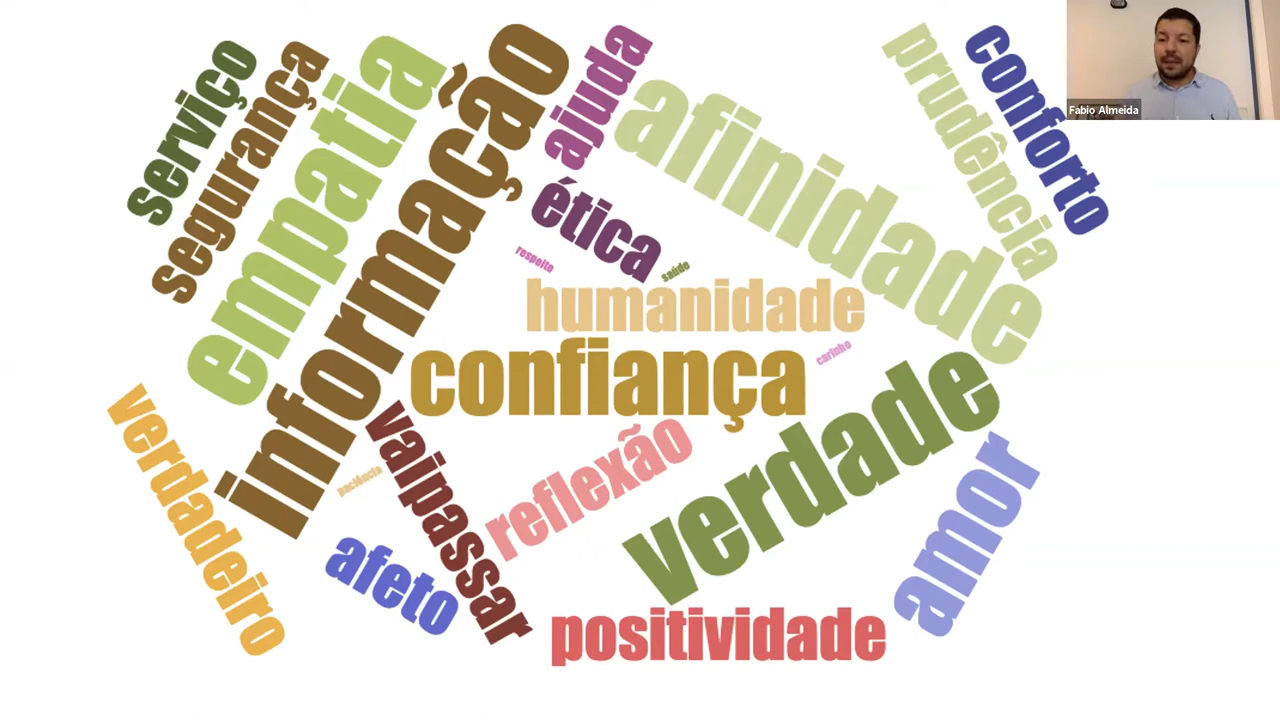 serviço
segurança
empatia
informação
ajuda
afinidade
prudência
conforto
Fabio Almeida
ética
respeito
saúde
humanidade
carinho
confiança
verdadeiro
paciência
vaipassar
reflexão
verdade
amor
afeto
positividade